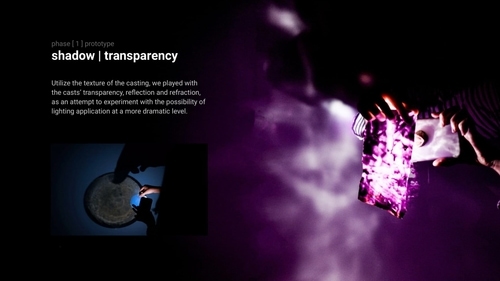 phase [ 1 ] prototype
shadow | transparency
Utilize the texture of the casting, we played with
the casts' transparency, reflection and refraction,
as an attempt to experiment with the possibility of
lighting application at a more dramatic level.